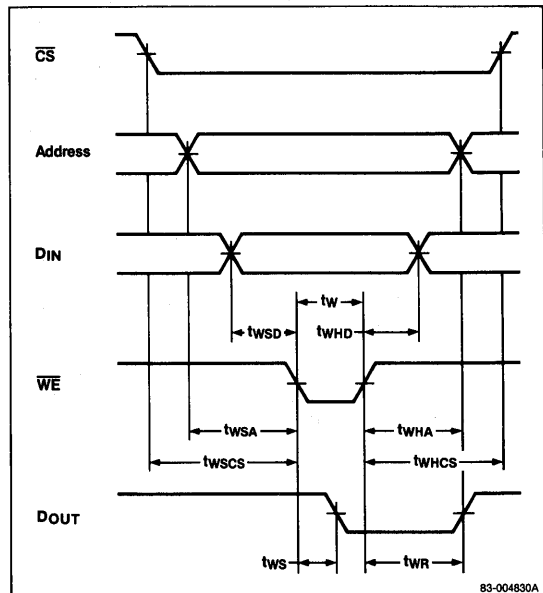 CS
Address
DIN
tW
tWSD
tWHD
WE
tWSA
tWHA
tWSCS
tWHCS
DOUT
tWS
tWR
83-004830A